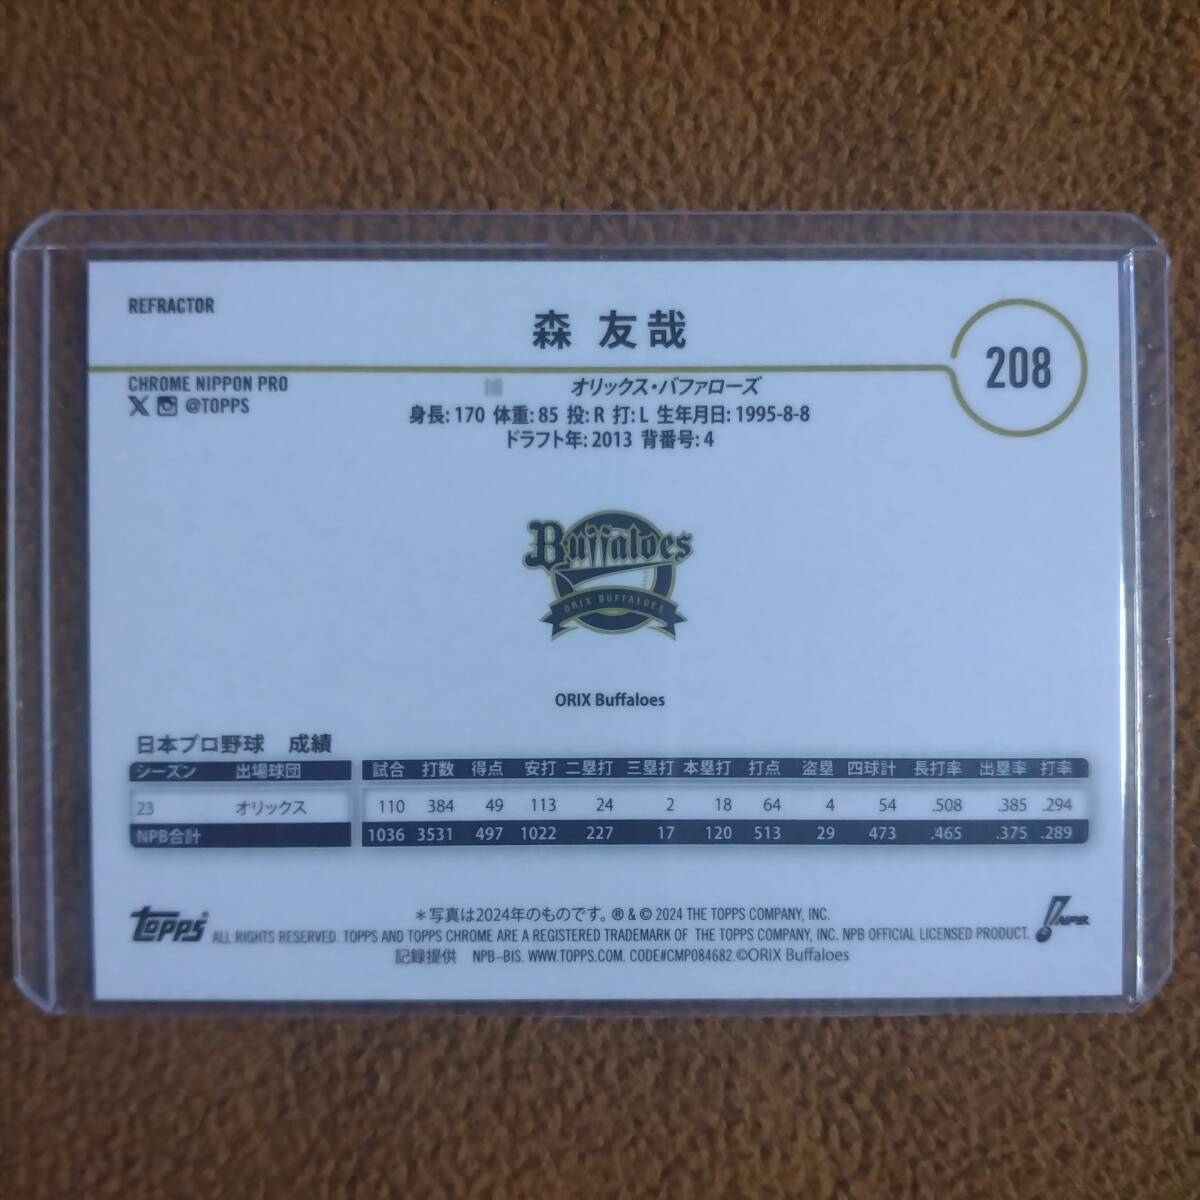 REFRACTOR
森 友哉
208
CHROME NIPPON PRO
@TOPPS
オリックス・バファローズ
身長: 170 体重: 85 投: R 打: L 生年月日: 1995-8-8
ドラフト年: 2013 背番号: 4
Buffaloes
ORIX BUFFALOES
ORIX Buffaloes
日本プロ野球 成績
シーズン 出場球団 試合 打数 得点 安打 二塁打 三塁打 本塁打 打点 盗塁 四球計 長打率 出塁率 打率
23 オリックス 110 384 49 113 24 2 18 64 4 54 .508 .385 .294
NPB合計 1036 3531 497 1022 227 17 120 513 29 473 .465 .375 .289
＊写真は2024年のものです。® & © 2024 THE TOPPS COMPANY, INC.
Topps® ALL RIGHTS RESERVED. TOPPS AND TOPPS CHROME ARE A REGISTERED TRADEMARK OF THE TOPPS COMPANY, INC. NPB OFFICIAL LICENSED PRODUCT. NPB
記録提供 NPB-BIS. WWW.TOPPS.COM. CODE#CMP084682.©ORIX Buffaloes